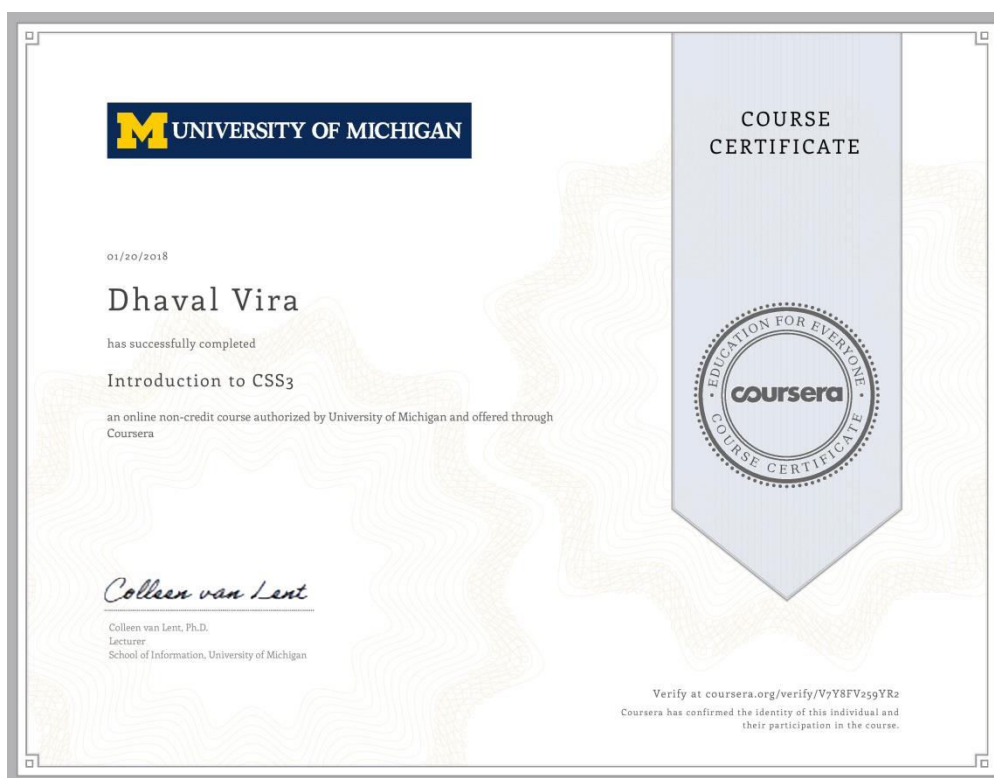 M UNIVERSITY OF MICHIGAN
COURSE
CERTIFICATE
01/20/2018
Dhaval Vira
has successfully completed
Introduction to CSS3
an online non-credit course authorized by University of Michigan and offered through
Coursera
EDUCATION FOR EVERYONE
coursera
COURSE CERTIFICATE
Colleen van Lent
Colleen van Lent, Ph.D.
Lecturer
School of Information, University of Michigan
Verify at coursera.org/verify/V7Y8FV259YR2
Coursera has confirmed the identity of this individual and
their participation in the course.